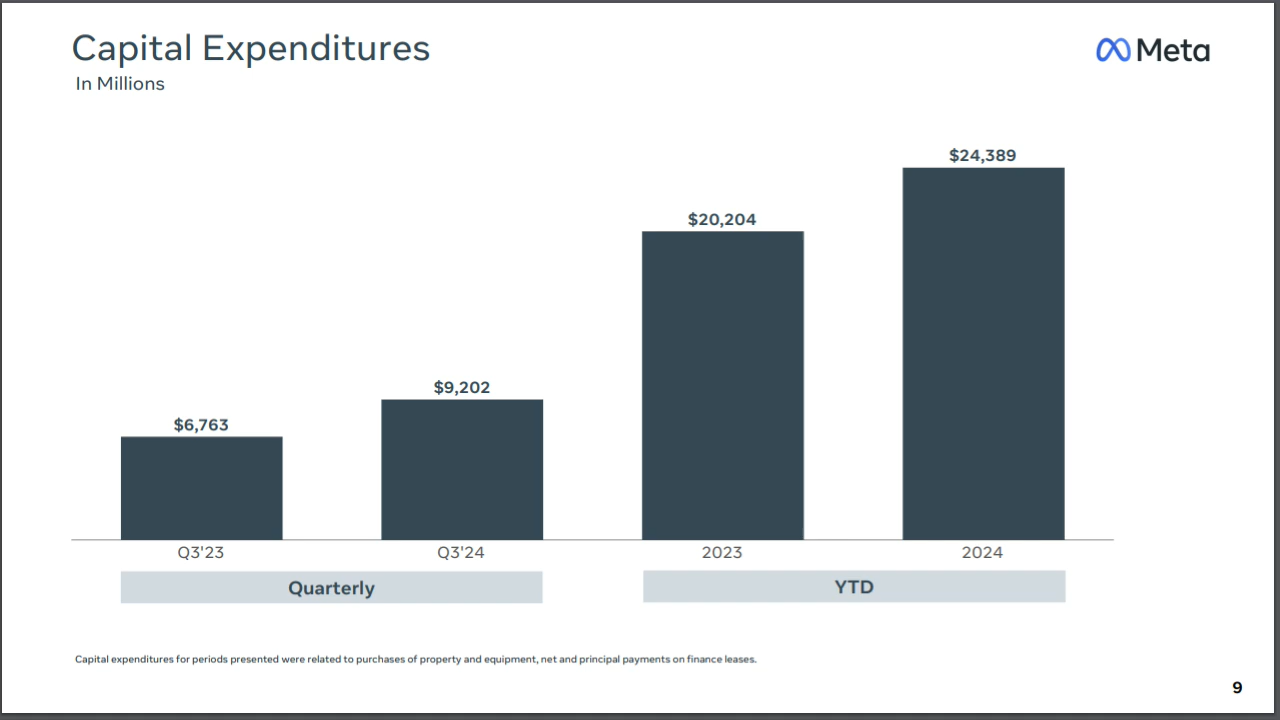 Capital Expenditures
In Millions
Meta
$6,763
$9,202
$20,204
$24,389
Q3'23
Q3'24
2023
2024
Quarterly
YTD
Capital expenditures for periods presented were related to purchases of property and equipment, net and principal payments on finance leases.
9